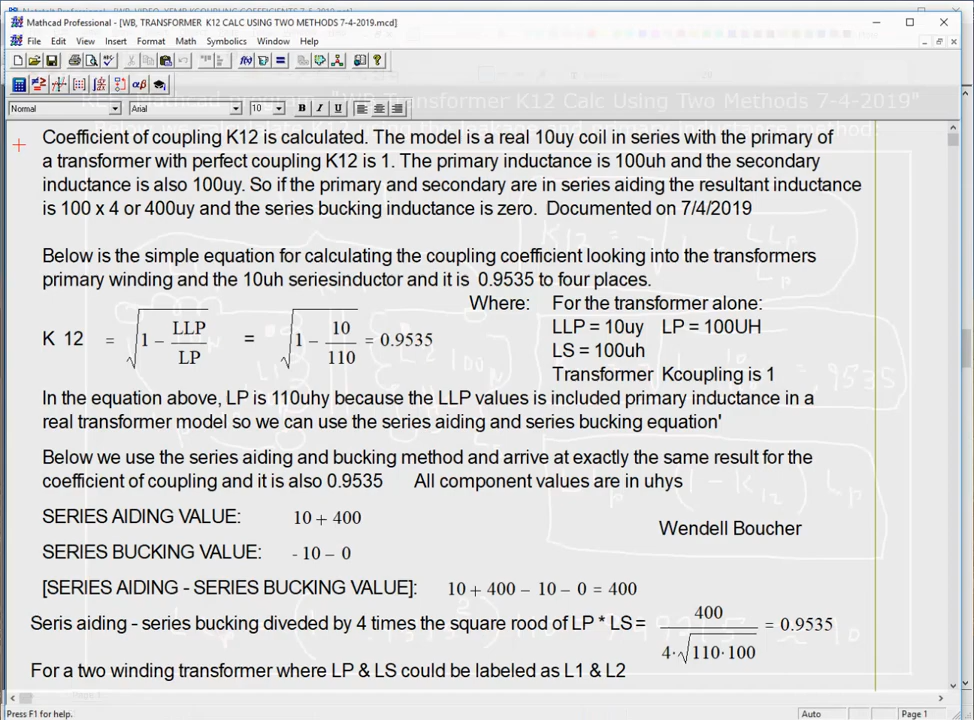 Mathcad Professional - [WB, TRANSFORMER K12 CALC USING TWO METHODS 7-4-2019.mcd]
File Edit View Insert Format Math Symbolics Window Help
Normal Arial 10 B I U
KEY Mathcad program "WB Transformer K12 Calc Using Two Methods 7-4-2019"
Coefficient of coupling K12 is calculated. The model is a real 10uy coil in series with the primary of
a transformer with perfect coupling K12 is 1. The primary inductance is 100uh and the secondary
inductance is also 100uy. So if the primary and secondary are in series aiding the resultant inductance
is 100 x 4 or 400uy and the series bucking inductance is zero. Documented on 7/4/2019
Below is the simple equation for calculating the coupling coefficient looking into the transformers
primary winding and the 10uh seriesinductor and it is 0.9535 to four places.
Where: For the transformer alone:
LLP = 10uy LP = 100UH
K 12 = √(1 − LLP/LP) = √(1 − 10/110) = 0.9535
LS = 100uh
Transformer Kcoupling is 1
In the equation above, LP is 110uhy because the LLP values is included primary inductance in a
real transformer model so we can use the series aiding and series bucking equation'
Below we use the series aiding and bucking method and arrive at exactly the same result for the
coefficient of coupling and it is also 0.9535 All component values are in uhys
SERIES AIDING VALUE: 10 + 400
Wendell Boucher
SERIES BUCKING VALUE: - 10 − 0
[SERIES AIDING - SERIES BUCKING VALUE]: 10 + 400 − 10 − 0 = 400
Seris aiding - series bucking diveded by 4 times the square rood of LP * LS = 400/(4·√(110·100)) = 0.9535
For a two winding transformer where LP & LS could be labeled as L1 & L2
Press F1 for help. Auto Page 1